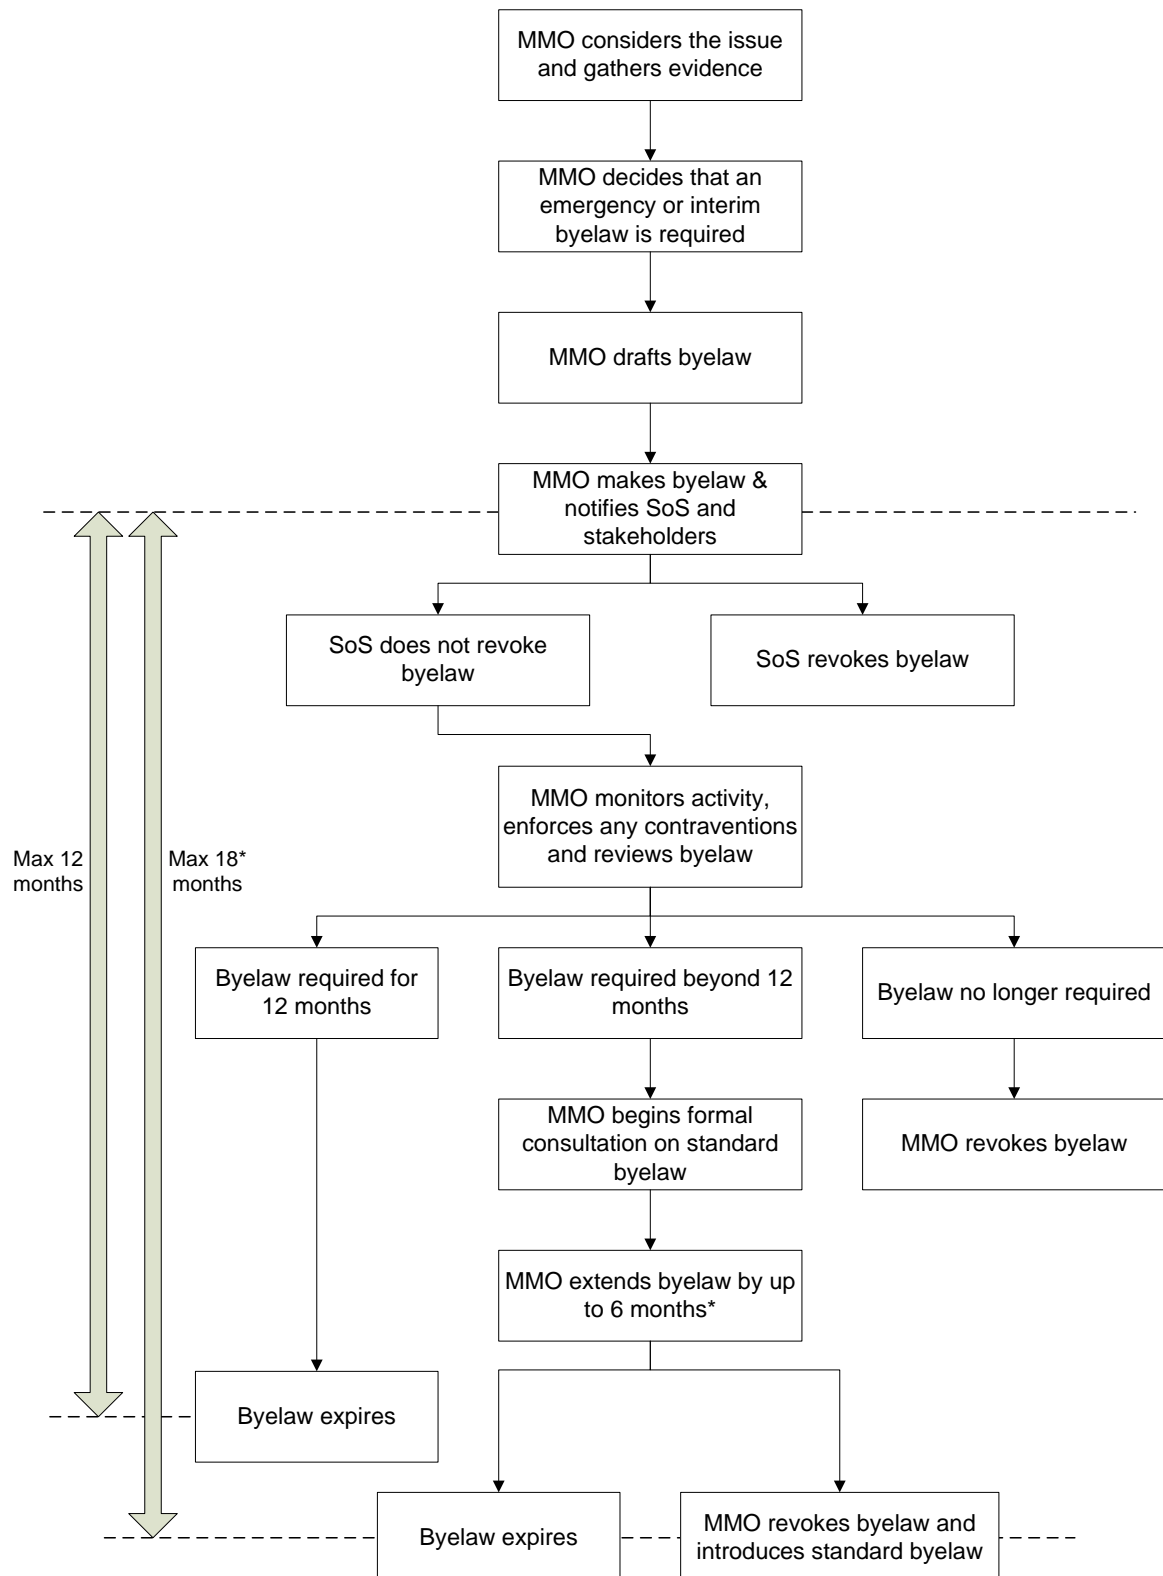 MMO considers the issue
and gathers evidence
MMO decides that an
emergency or interim
byelaw is required
MMO drafts byelaw
MMO makes byelaw &
notifies SoS and
stakeholders
SoS does not revoke
byelaw
SoS revokes byelaw
MMO monitors activity,
enforces any contraventions
and reviews byelaw
Max 12
months
Max 18*
months
Byelaw required for
12 months
Byelaw required beyond 12
months
Byelaw no longer required
MMO begins formal
consultation on standard
byelaw
MMO revokes byelaw
MMO extends byelaw by up
to 6 months*
Byelaw expires
Byelaw expires
MMO revokes byelaw and
introduces standard byelaw